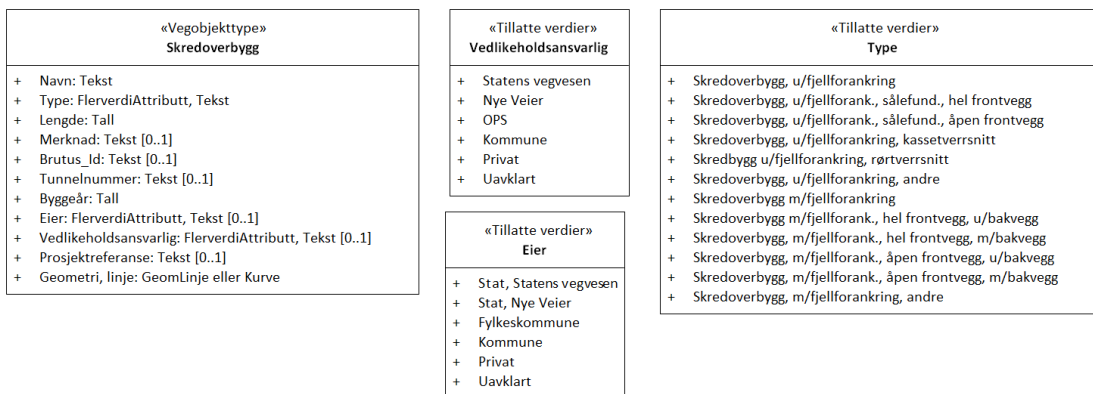 «Vegobjekttype»
Skredoverbygg
+ Navn: Tekst
+ Type: FlerverdiAttributt, Tekst
+ Lengde: Tall
+ Merknad: Tekst [0..1]
+ Brutus_Id: Tekst [0..1]
+ Tunnelnummer: Tekst [0..1]
+ Byggeår: Tall
+ Eier: FlerverdiAttributt, Tekst [0..1]
+ Vedlikeholdsansvarlig: FlerverdiAttributt, Tekst [0..1]
+ Prosjektreferanse: Tekst [0..1]
+ Geometri, linje: GeomLinje eller Kurve
«Tillatte verdier»
Vedlikeholdsansvarlig
+ Statens vegvesen
+ Nye Veier
+ OPS
+ Kommune
+ Privat
+ Uavklart
«Tillatte verdier»
Eier
+ Stat, Statens vegvesen
+ Stat, Nye Veier
+ Fylkeskommune
+ Kommune
+ Privat
+ Uavklart
«Tillatte verdier»
Type
+ Skredoverbygg, u/fjellforankring
+ Skredoverbygg, u/fjellforank., sålefund., hel frontvegg
+ Skredoverbygg, u/fjellforank., sålefund., åpen frontvegg
+ Skredoverbygg, u/fjellforankring, kassetverrsnitt
+ Skredbygg u/fjellforankring, rørtverrsnitt
+ Skredoverbygg, u/fjellforankring, andre
+ Skredoverbygg m/fjellforankring
+ Skredoverbygg m/fjellforank., hel frontvegg, u/bakvegg
+ Skredoverbygg, m/fjellforank., hel frontvegg, m/bakvegg
+ Skredoverbygg, m/fjellforank., åpen frontvegg, u/bakvegg
+ Skredoverbygg, m/fjellforank., åpen frontvegg, m/bakvegg
+ Skredoverbygg, m/fjellforankring, andre